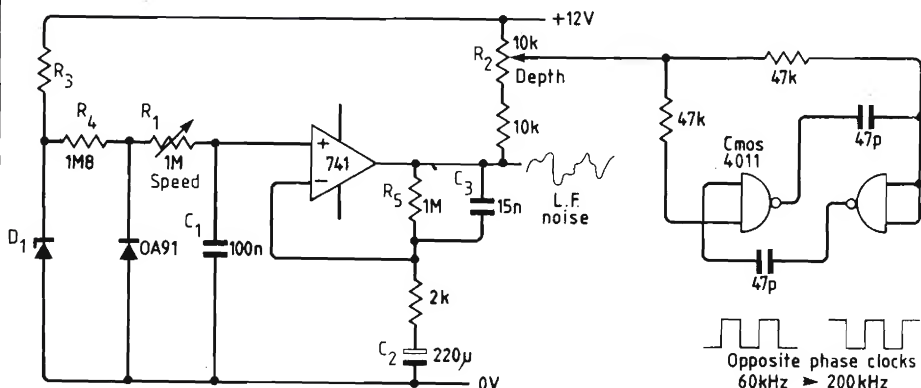 +12V
R3
R4
1M8
R1
1M
Speed
D1
OA91
C1
100n
+
741
−
R5
1M
C3
15n
2k
C2
220µ
0V
10k
R2
Depth
10k
L.F.
noise
47k
47k
Cmos
4011
47p
47p
Opposite phase clocks
60kHz ➤ 200kHz